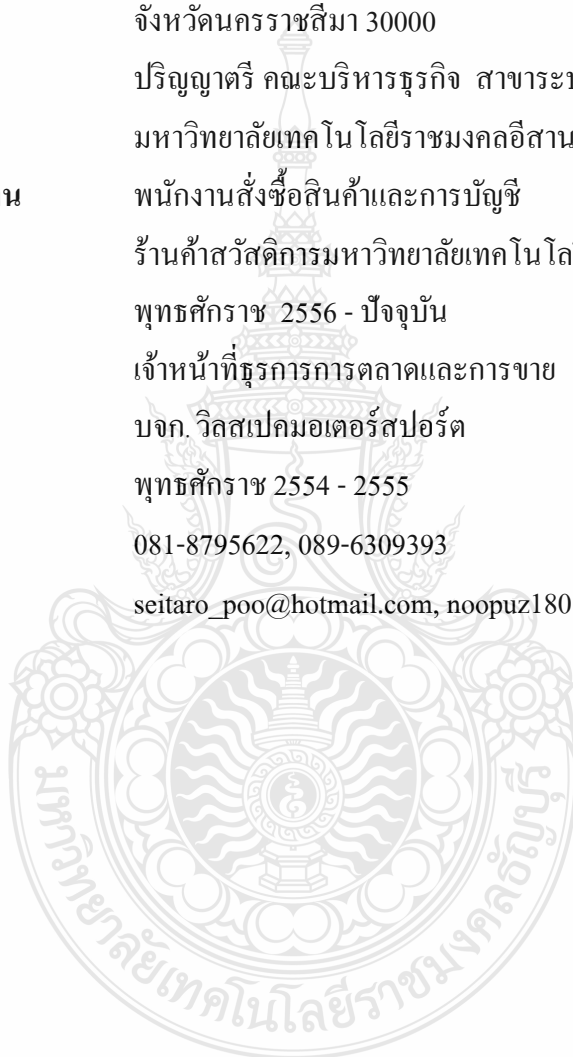 จังหวัดนครราชสีมา 30000
ปริญญาตรี คณะบริหารธุรกิจ สาขาระบ
มหาวิทยาลัยเทคโนโลยีราชมงคลอีสาน
น พนักงานสั่งซื้อสินค้าและการบัญชี
ร้านค้าสวัสดิการมหาวิทยาลัยเทคโนโล
พุทธศักราช 2556 - ปัจจุบัน
เจ้าหน้าที่ธุรการการตลาดและการขาย
บจก. วิลสเปคมอเตอร์สปอร์ต
พุทธศักราช 2554 - 2555
081-8795622, 089-6309393
seitaro_poo@hotmail.com, noopuz180
มหาวิทยาลัยเทคโนโลยีราชมงคลธัญบุรี